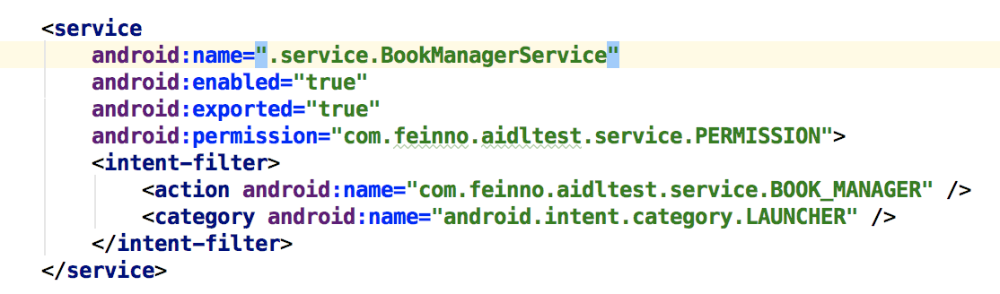 <service
android:name=".service.BookManagerService"
android:enabled="true"
android:exported="true"
android:permission="com.feinno.aidltest.service.PERMISSION">
<intent-filter>
<action android:name="com.feinno.aidltest.service.BOOK_MANAGER" />
<category android:name="android.intent.category.LAUNCHER" />
</intent-filter>
</service>